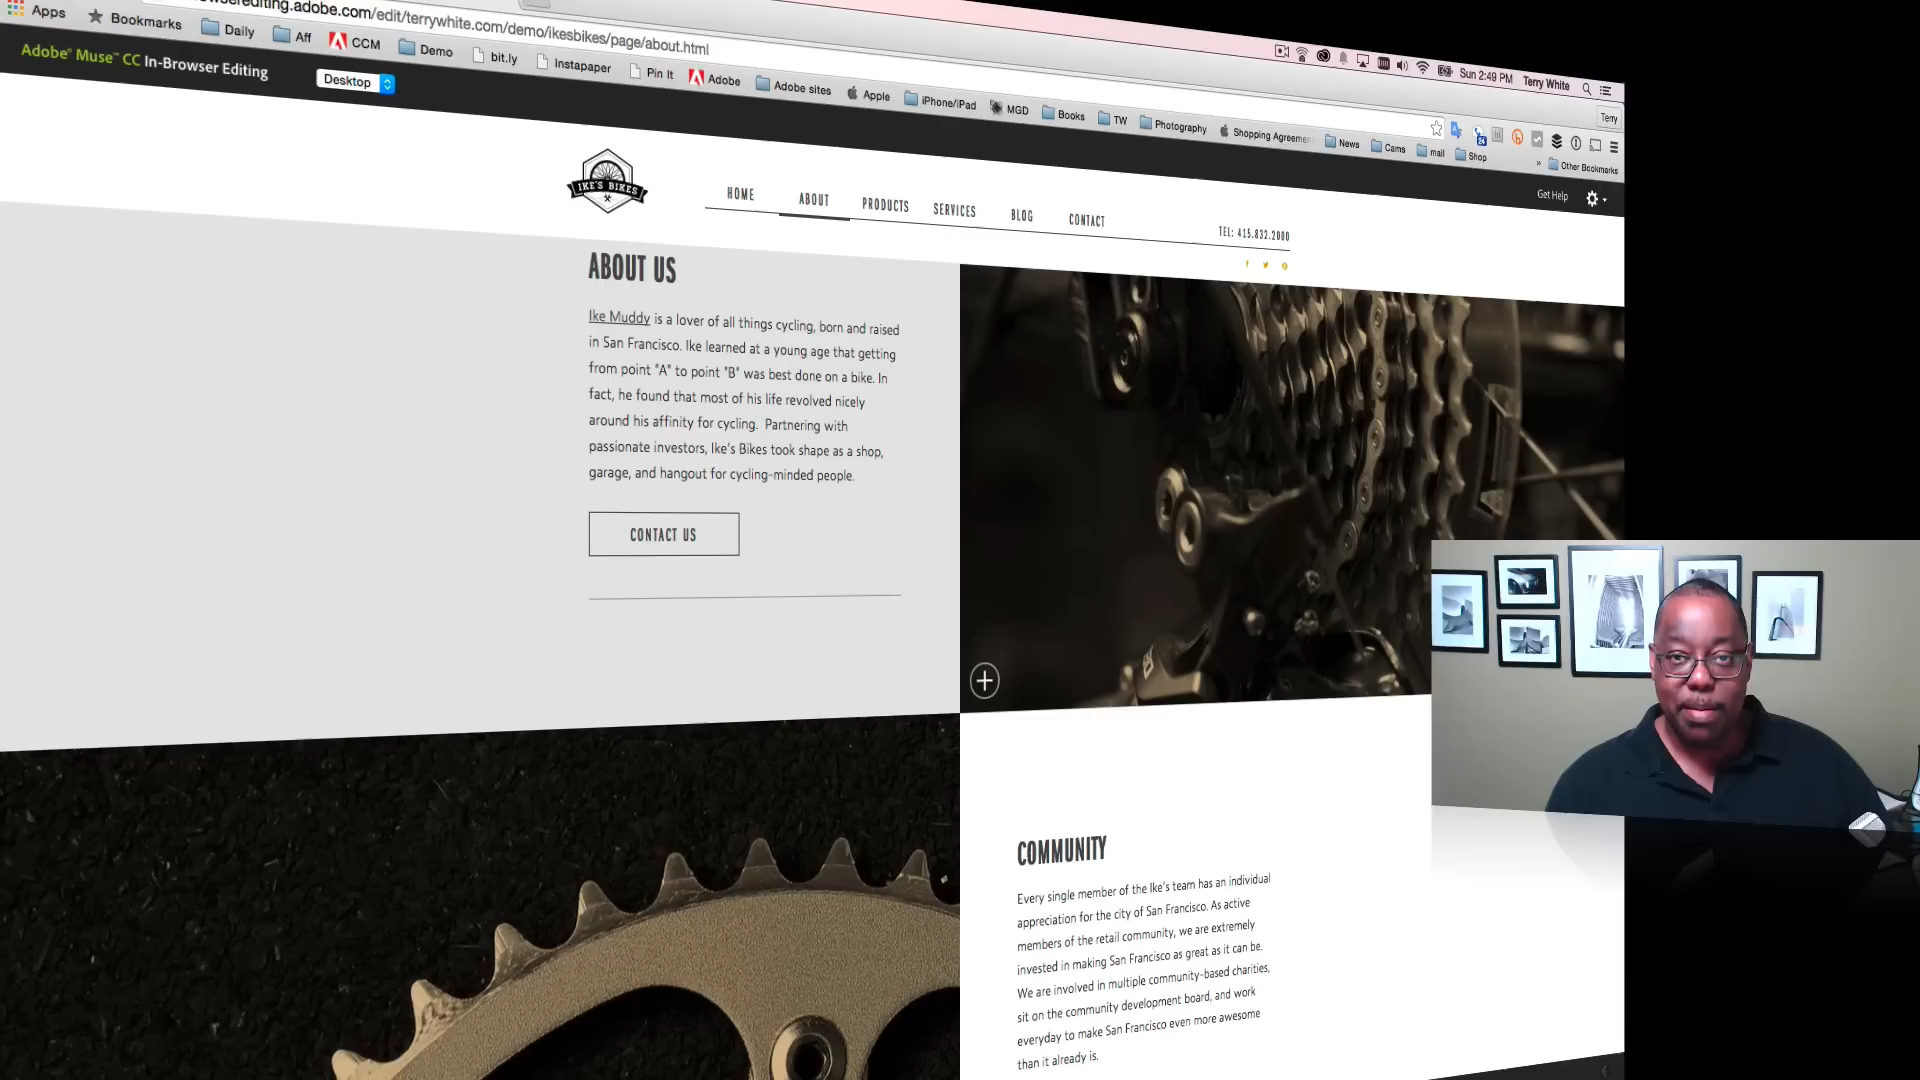 Sun 2:49 PM Terry White
adobe.com/edit/terrywhite.com/demo/ikesbikes/page/about.html
Terry
Apps Bookmarks Daily Aff CCM Demo bit.ly Instapaper Pin It Adobe Adobe sites Apple iPhone/iPad MGD Books TW Photography Shopping Agreeme News Cams mail Shop » Other Bookmarks
Adobe® Muse™ CC In-Browser Editing Desktop Get Help
IKE'S BIKES
HOME ABOUT PRODUCTS SERVICES BLOG CONTACT
TEL: 415.832.2000
ABOUT US
Ike Muddy is a lover of all things cycling, born and raised
in San Francisco. Ike learned at a young age that getting
from point "A" to point "B" was best done on a bike. In
fact, he found that most of his life revolved nicely
around his affinity for cycling. Partnering with
passionate investors, Ike's Bikes took shape as a shop,
garage, and hangout for cycling-minded people.
CONTACT US
COMMUNITY
Every single member of the Ike's team has an individual
appreciation for the city of San Francisco. As active
members of the retail community, we are extremely
invested in making San Francisco as great as it can be.
We are involved in multiple community-based charities,
sit on the community development board, and work
everyday to make San Francisco even more awesome
than it already is.